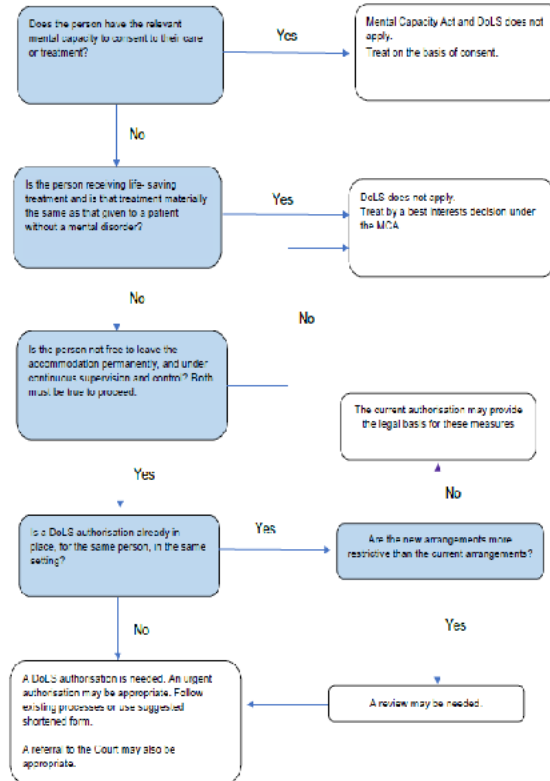 Does the person have the relevant
mental capacity to consent to their care
or treatment?
Yes
Mental Capacity Act and DoLS does not
apply.
Treat on the basis of consent.
No
Is the person receiving life- saving
treatment and is that treatment materially
the same as that given to a patient
without a mental disorder?
Yes
DoLS does not apply.
Treat by a best interests decision under
the MCA.
No
No
Is the person not free to leave the
accommodation permanently, and under
continuous supervision and control? Both
must be true to proceed.
The current authorisation may provide
the legal basis for these measures
Yes
No
Is a DoLS authorisation already in
place, for the same person, in the same
setting?
Yes
Are the new arrangements more
restrictive than the current arrangements?
No
Yes
A DoLS authorisation is needed. An urgent
authorisation may be appropriate. Follow
existing processes or use suggested
shortened form.
A referral to the Court may also be
appropriate.
A review may be needed.